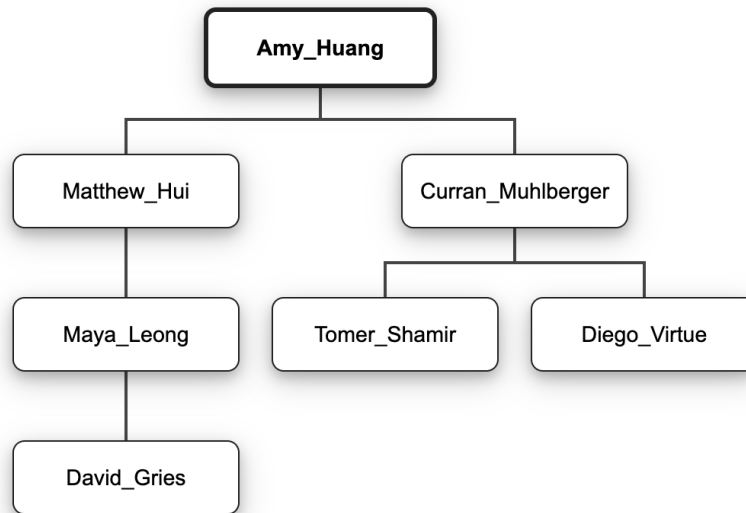 Amy_Huang
Matthew_Hui
Curran_Muhlberger
Maya_Leong
Tomer_Shamir
Diego_Virtue
David_Gries